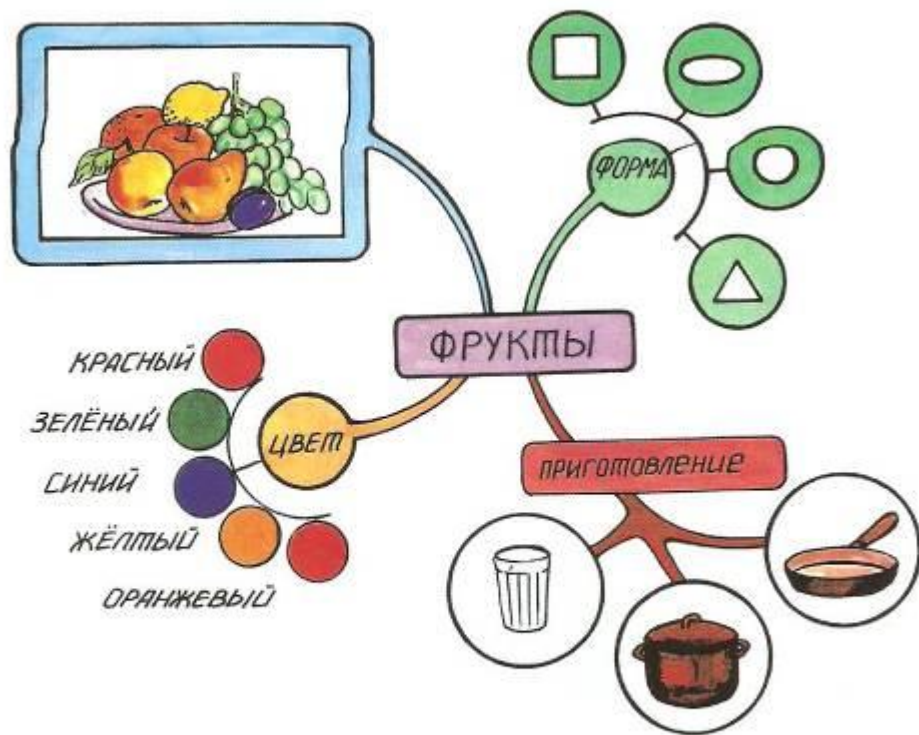 ФОРМА
ФРУКТЫ
КРАСНЫЙ
ЗЕЛЁНЫЙ
ЦВЕТ
СИНИЙ
ЖЁЛТЫЙ
ОРАНЖЕВЫЙ
ПРИГОТОВЛЕНИЕ